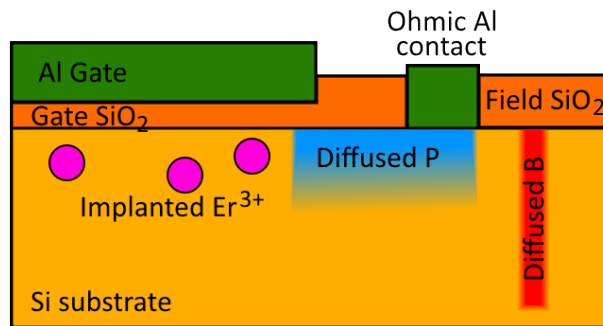 Ohmic Al
contact
Al Gate
Gate SiO₂
Field SiO₂
Diffused P
Implanted Er³⁺
Diffused B
Si substrate